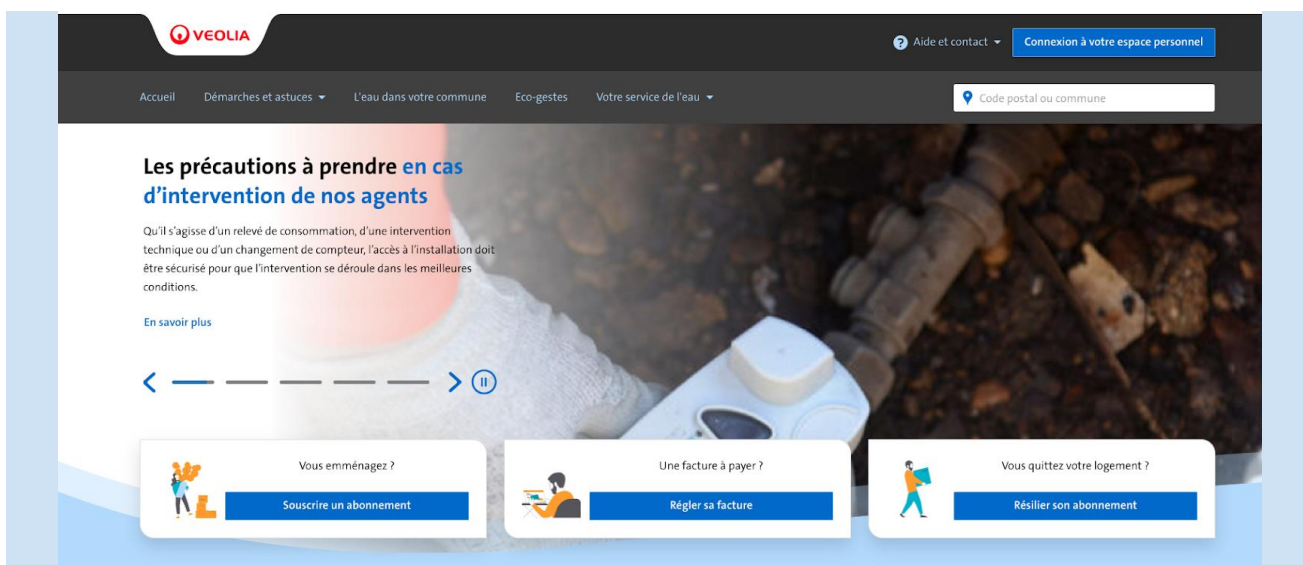 VEOLIA
Aide et contact
Connexion à votre espace personnel
Accueil
Démarches et astuces
L'eau dans votre commune
Eco-gestes
Votre service de l'eau
Code postal ou commune
Les précautions à prendre en cas
d’intervention de nos agents
Qu’il s’agisse d’un relevé de consommation, d’une intervention
technique ou d’un changement de compteur, l’accès à l’installation doit
être sécurisé pour que l’intervention se déroule dans les meilleures
conditions.
En savoir plus
Vous emménagez ?
Souscrire un abonnement
Une facture à payer ?
Régler sa facture
Vous quittez votre logement ?
Résilier son abonnement